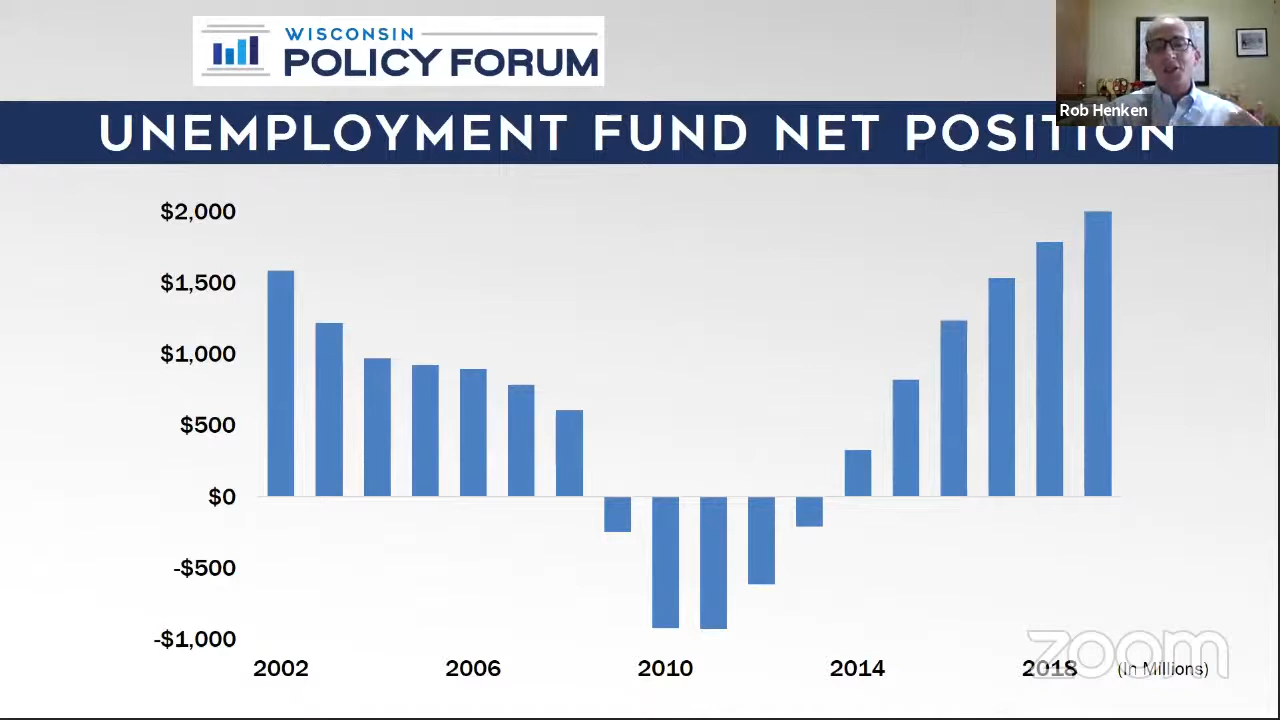 WISCONSIN
POLICY FORUM
Rob Henken
UNEMPLOYMENT FUND NET POSITION
$2,000
$1,500
$1,000
$500
$0
-$500
-$1,000
2002 2006 2010 2014 2018 (In Millions)
zoom